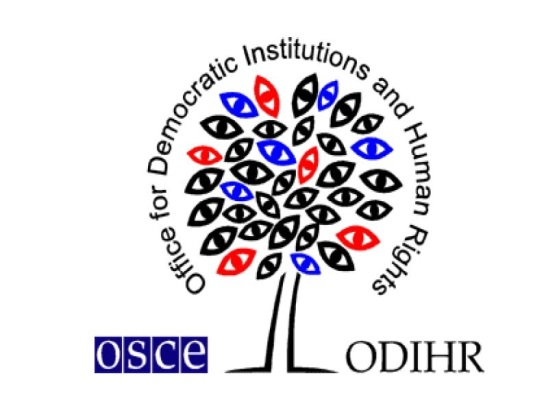 Office for Democratic Institutions and Human Rights
OSCE
ODIHR